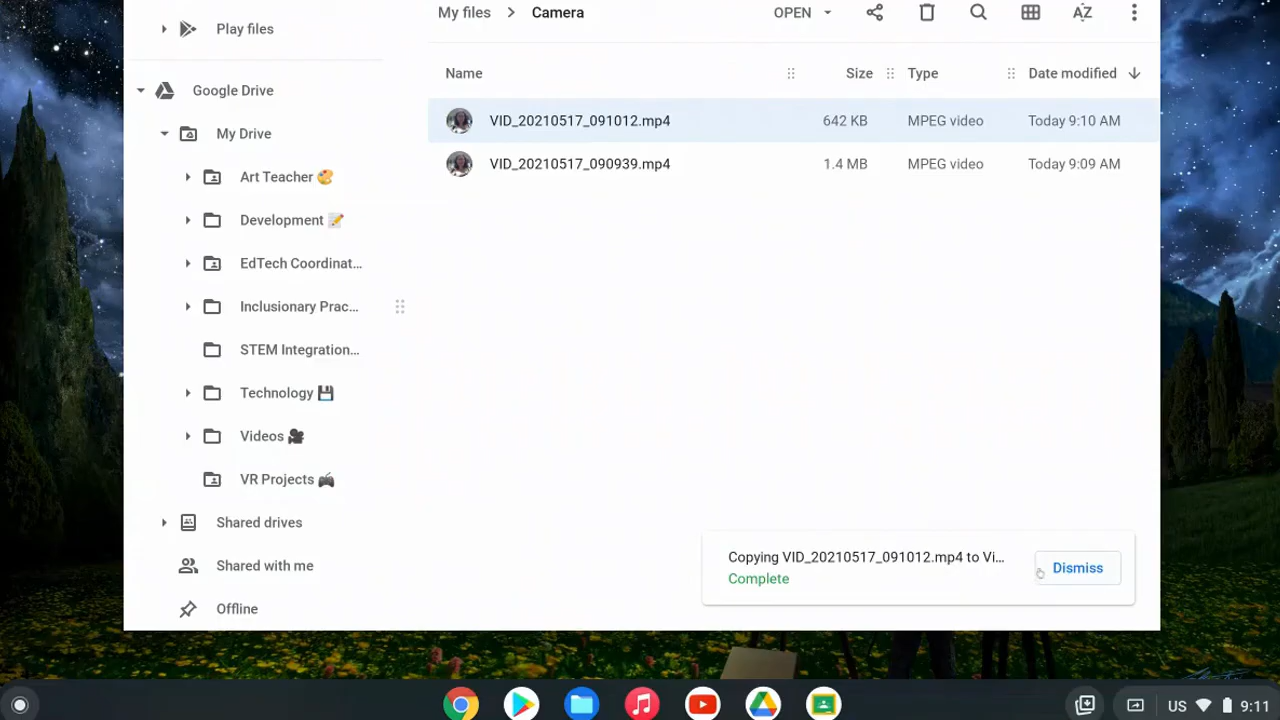 My files > Camera
OPEN
Play files
Name Size Type Date modified
Google Drive
VID_20210517_091012.mp4 642 KB MPEG video Today 9:10 AM
My Drive
VID_20210517_090939.mp4 1.4 MB MPEG video Today 9:09 AM
Art Teacher 🎨
Development 📝
EdTech Coordinat...
Inclusionary Prac...
STEM Integration...
Technology 💾
Videos 🎥
VR Projects 🎮
Shared drives
Shared with me
Offline
Copying VID_20210517_091012.mp4 to Vi...
Complete
Dismiss
US 9:11